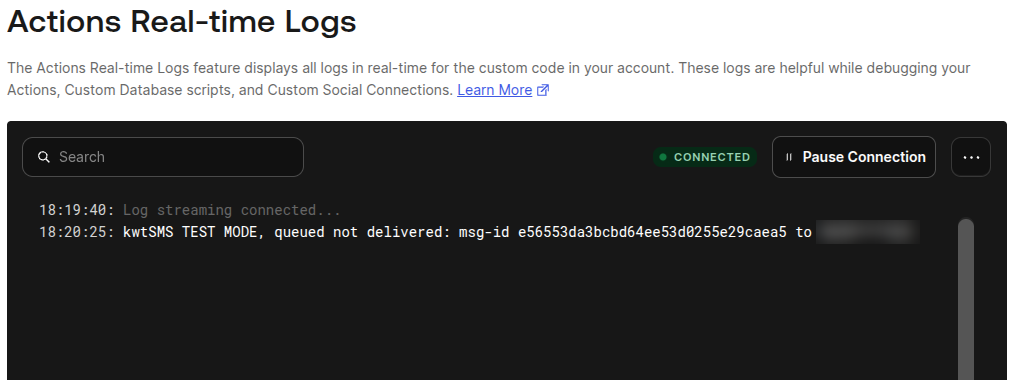 Actions Real-time Logs
The Actions Real-time Logs feature displays all logs in real-time for the custom code in your account. These logs are helpful while debugging your
Actions, Custom Database scripts, and Custom Social Connections. Learn More
Search
CONNECTED
Pause Connection
18:19:40: Log streaming connected...
18:20:25: kwtSMS TEST MODE, queued not delivered: msg-id e56553da3bcbd64ee53d0255e29caea5 to